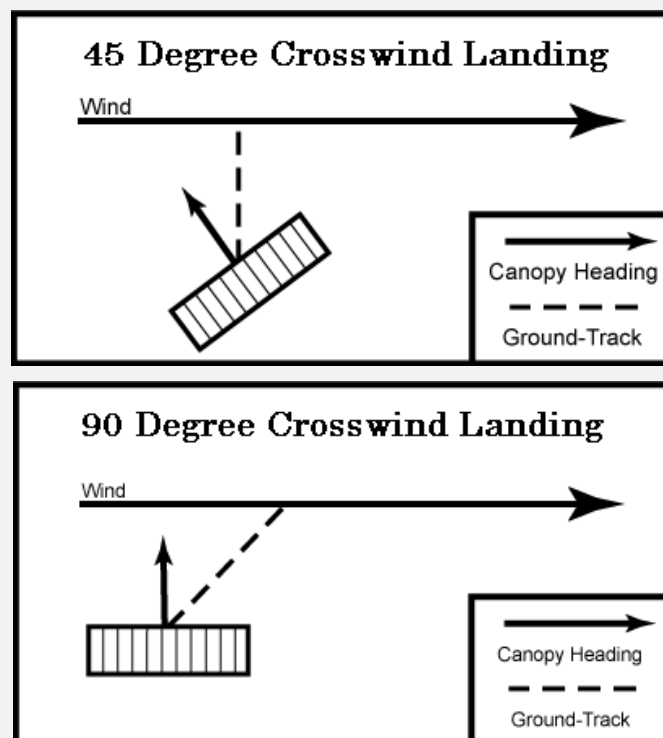 45 Degree Crosswind Landing
Wind
Canopy Heading
Ground-Track
90 Degree Crosswind Landing
Wind
Canopy Heading
Ground-Track